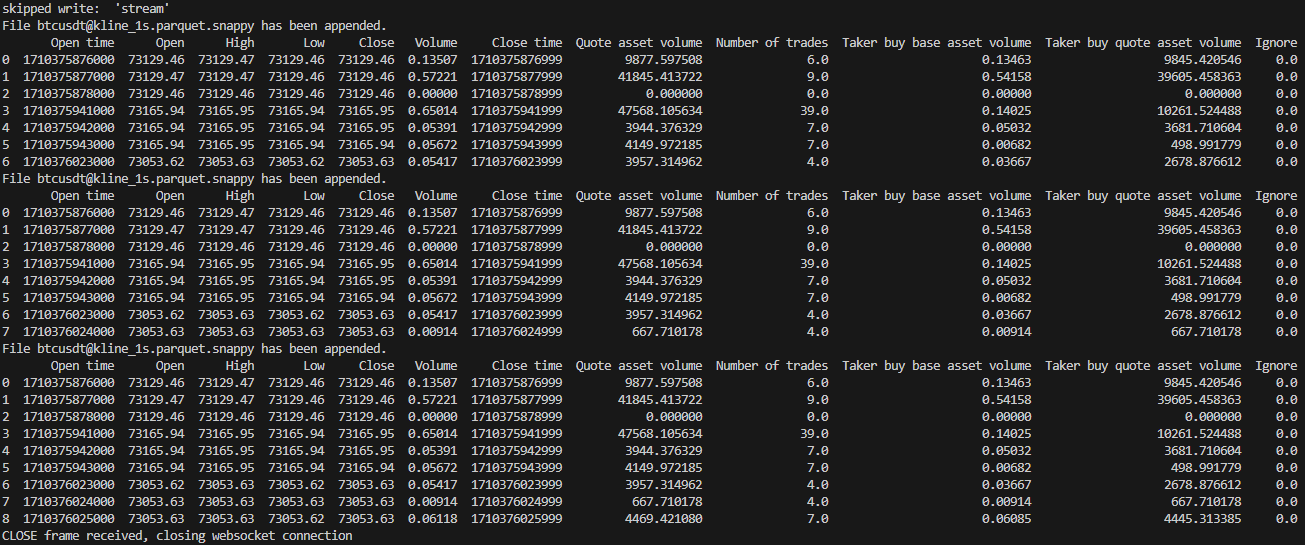 skipped write:  'stream'
File btcusdt@kline_1s.parquet.snappy has been appended.
Open time Open High Low Close Volume Close time Quote asset volume Number of trades Taker buy base asset volume Taker buy quote asset volume Ignore
0 1710375876000 73129.46 73129.47 73129.46 73129.46 0.13507 1710375876999 9877.597508 6.0 0.13463 9845.420546 0.0
1 1710375877000 73129.47 73129.47 73129.46 73129.46 0.57221 1710375877999 41845.413722 9.0 0.54158 39605.458363 0.0
2 1710375878000 73129.46 73129.46 73129.46 73129.46 0.00000 1710375878999 0.000000 0.0 0.00000 0.000000 0.0
3 1710375941000 73165.94 73165.95 73165.94 73165.95 0.65014 1710375941999 47568.105634 39.0 0.14025 10261.524488 0.0
4 1710375942000 73165.94 73165.95 73165.94 73165.95 0.05391 1710375942999 3944.376329 7.0 0.05032 3681.710604 0.0
5 1710375943000 73165.94 73165.95 73165.94 73165.94 0.05672 1710375943999 4149.972185 7.0 0.00682 498.991779 0.0
6 1710376023000 73053.62 73053.63 73053.62 73053.63 0.05417 1710376023999 3957.314962 4.0 0.03667 2678.876612 0.0
File btcusdt@kline_1s.parquet.snappy has been appended.
Open time Open High Low Close Volume Close time Quote asset volume Number of trades Taker buy base asset volume Taker buy quote asset volume Ignore
0 1710375876000 73129.46 73129.47 73129.46 73129.46 0.13507 1710375876999 9877.597508 6.0 0.13463 9845.420546 0.0
1 1710375877000 73129.47 73129.47 73129.46 73129.46 0.57221 1710375877999 41845.413722 9.0 0.54158 39605.458363 0.0
2 1710375878000 73129.46 73129.46 73129.46 73129.46 0.00000 1710375878999 0.000000 0.0 0.00000 0.000000 0.0
3 1710375941000 73165.94 73165.95 73165.94 73165.95 0.65014 1710375941999 47568.105634 39.0 0.14025 10261.524488 0.0
4 1710375942000 73165.94 73165.95 73165.94 73165.95 0.05391 1710375942999 3944.376329 7.0 0.05032 3681.710604 0.0
5 1710375943000 73165.94 73165.95 73165.94 73165.94 0.05672 1710375943999 4149.972185 7.0 0.00682 498.991779 0.0
6 1710376023000 73053.62 73053.63 73053.62 73053.63 0.05417 1710376023999 3957.314962 4.0 0.03667 2678.876612 0.0
7 1710376024000 73053.63 73053.63 73053.63 73053.63 0.00914 1710376024999 667.710178 4.0 0.00914 667.710178 0.0
File btcusdt@kline_1s.parquet.snappy has been appended.
Open time Open High Low Close Volume Close time Quote asset volume Number of trades Taker buy base asset volume Taker buy quote asset volume Ignore
0 1710375876000 73129.46 73129.47 73129.46 73129.46 0.13507 1710375876999 9877.597508 6.0 0.13463 9845.420546 0.0
1 1710375877000 73129.47 73129.47 73129.46 73129.46 0.57221 1710375877999 41845.413722 9.0 0.54158 39605.458363 0.0
2 1710375878000 73129.46 73129.46 73129.46 73129.46 0.00000 1710375878999 0.000000 0.0 0.00000 0.000000 0.0
3 1710375941000 73165.94 73165.95 73165.94 73165.95 0.65014 1710375941999 47568.105634 39.0 0.14025 10261.524488 0.0
4 1710375942000 73165.94 73165.95 73165.94 73165.95 0.05391 1710375942999 3944.376329 7.0 0.05032 3681.710604 0.0
5 1710375943000 73165.94 73165.95 73165.94 73165.94 0.05672 1710375943999 4149.972185 7.0 0.00682 498.991779 0.0
6 1710376023000 73053.62 73053.63 73053.62 73053.63 0.05417 1710376023999 3957.314962 4.0 0.03667 2678.876612 0.0
7 1710376024000 73053.63 73053.63 73053.63 73053.63 0.00914 1710376024999 667.710178 4.0 0.00914 667.710178 0.0
8 1710376025000 73053.63 73053.63 73053.62 73053.63 0.06118 1710376025999 4469.421080 7.0 0.06085 4445.313385 0.0
CLOSE frame received, closing websocket connection